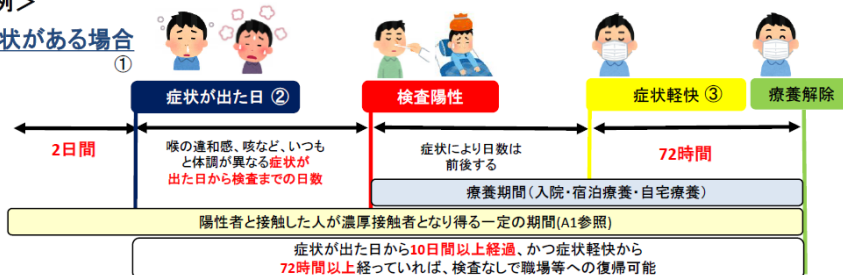 例＞
状がある場合
①
症状が出た日 ②
検査陽性
症状軽快 ③
療養解除
2日間
喉の違和感、咳など、いつも
と体調が異なる症状が
出た日から検査までの日数
症状により日数は
前後する
72時間
療養期間（入院・宿泊療養・自宅療養）
陽性者と接触した人が濃厚接触者となり得る一定の期間(A1参照)
症状が出た日から10日間以上経過、かつ症状軽快から
72時間以上経っていれば、検査なしで職場等への復帰可能